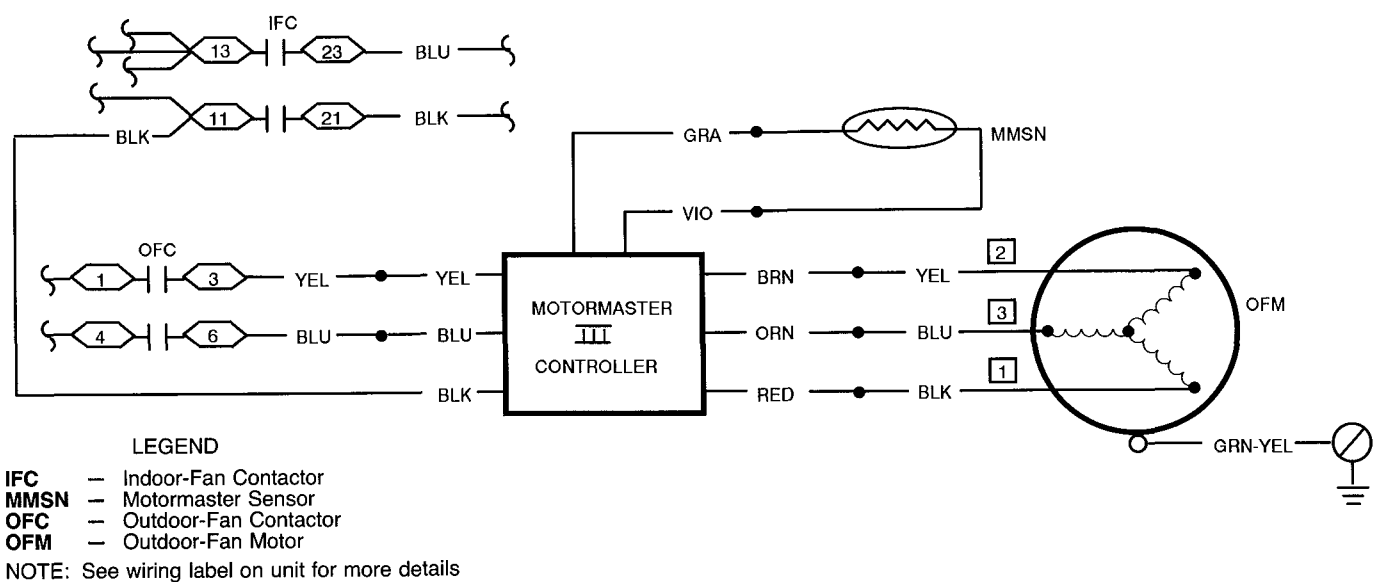 IFC
13 23 BLU
11 21 BLK
BLK
GRA MMSN
VIO
OFC
1 3 YEL YEL
4 6 BLU BLU
BLK
MOTORMASTER
III
CONTROLLER
BRN YEL 2
ORN BLU 3
RED BLK 1
OFM
GRN-YEL
LEGEND
IFC – Indoor-Fan Contactor
MMSN – Motormaster Sensor
OFC – Outdoor-Fan Contactor
OFM – Outdoor-Fan Motor
NOTE: See wiring label on unit for more details